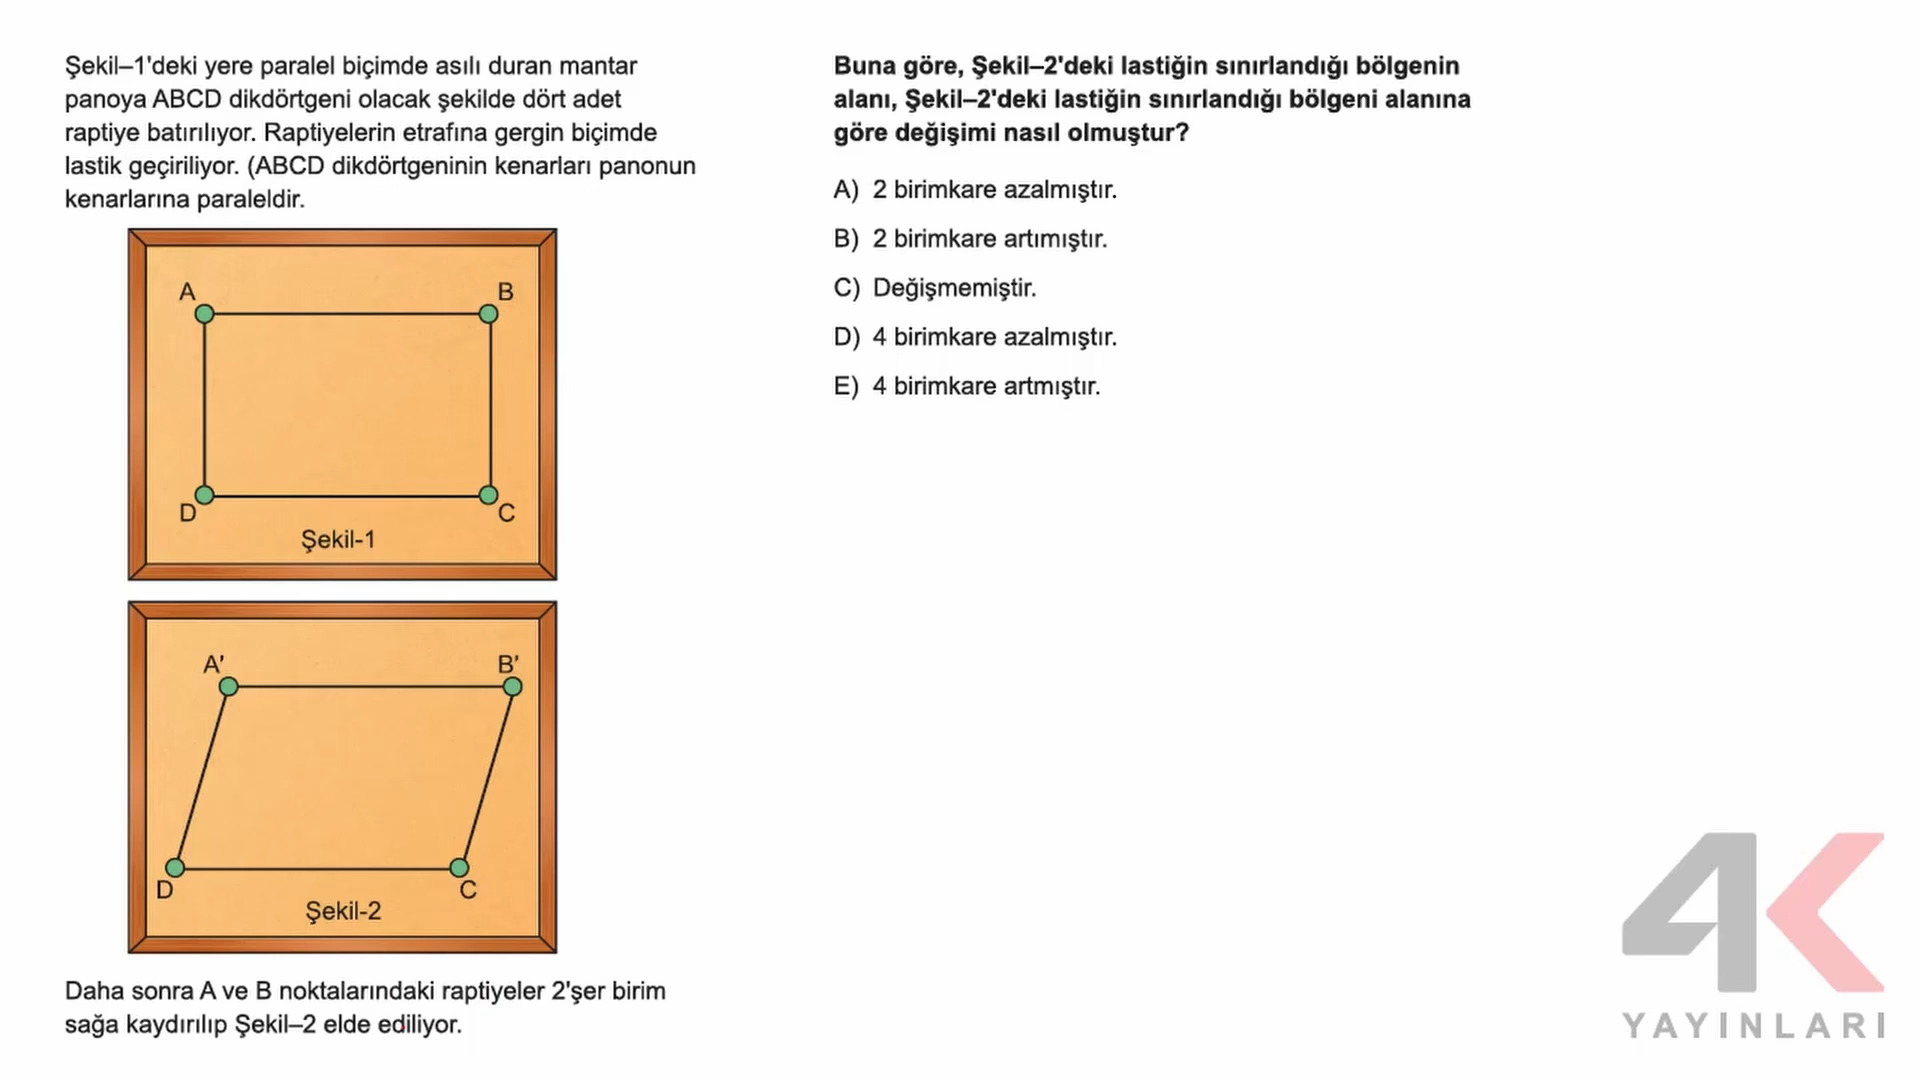 Şekil–1'deki yere paralel biçimde asılı duran mantar
panoya ABCD dikdörtgeni olacak şekilde dört adet
raptiye batırılıyor. Raptiyelerin etrafına gergin biçimde
lastik geçiriliyor. (ABCD dikdörtgeninin kenarları panonun
kenarlarına paraleldir.
A
B
D
C
Şekil-1
A'
B'
D
C
Şekil-2
Daha sonra A ve B noktalarındaki raptiyeler 2'şer birim
sağa kaydırılıp Şekil–2 elde ediliyor.
Buna göre, Şekil–2'deki lastiğin sınırlandığı bölgenin
alanı, Şekil–2'deki lastiğin sınırlandığı bölgeni alanına
göre değişimi nasıl olmuştur?
A) 2 birimkare azalmıştır.
B) 2 birimkare artımıştır.
C) Değişmemiştir.
D) 4 birimkare azalmıştır.
E) 4 birimkare artmıştır.
4K
YAYINLARI